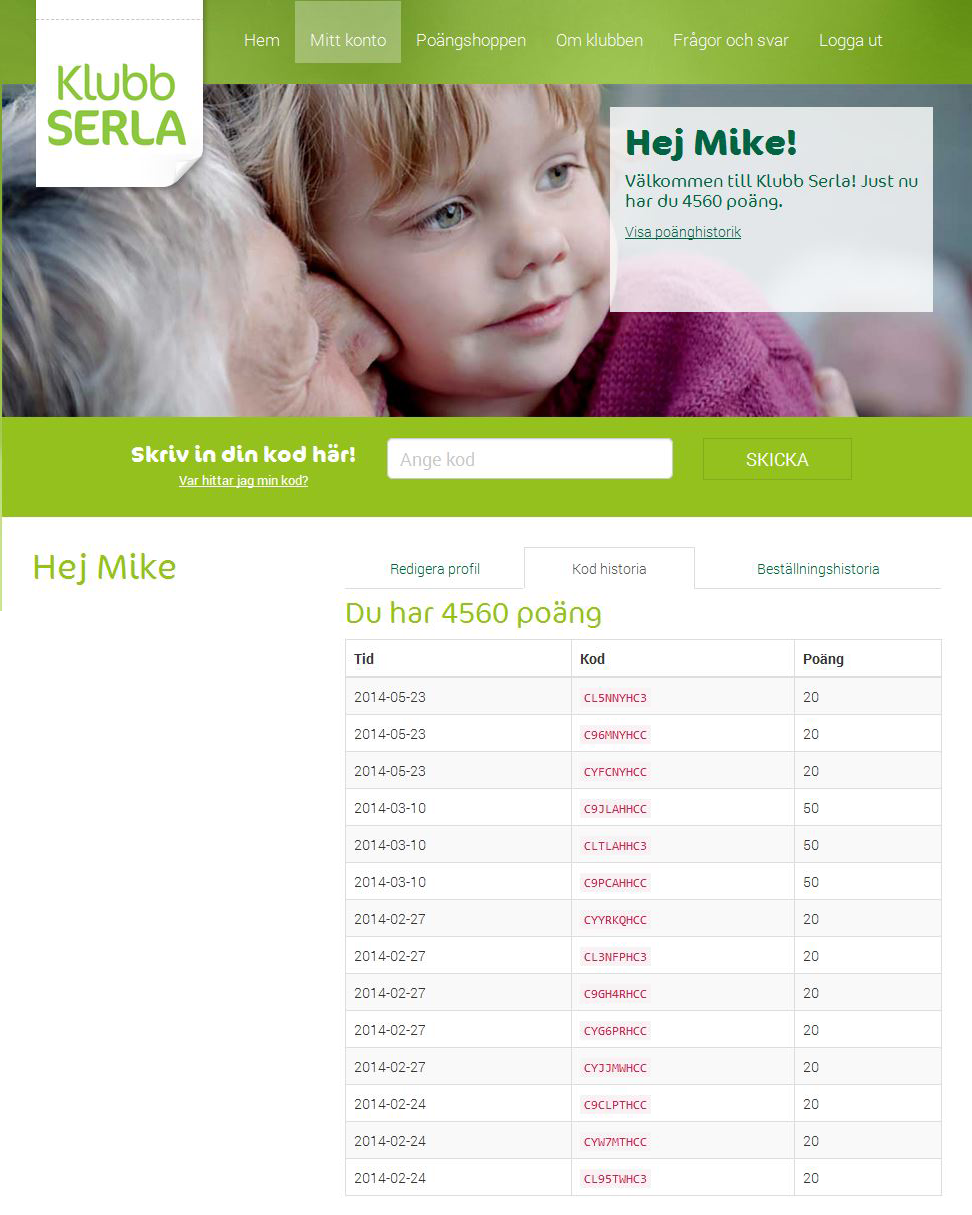 Klubb
SERLA
Hem Mitt konto Poängshoppen Om klubben Frågor och svar Logga ut
Hej Mike!
Välkommen till Klubb Serla! Just nu
har du 4560 poäng.
Visa poänghistorik
Skriv in din kod här!
Var hittar jag min kod?
Ange kod
SKICKA
Hej Mike
Redigera profil Kod historia Beställningshistoria
Du har 4560 poäng
Tid Kod Poäng
2014-05-23 CL5NNYHC3 20
2014-05-23 C96MNYHCC 20
2014-05-23 CYFCNYHCC 20
2014-03-10 C9JLAHHCC 50
2014-03-10 CLTLAHHC3 50
2014-03-10 C9PCAHHCC 50
2014-02-27 CYYRKQHCC 20
2014-02-27 CL3NFPHC3 20
2014-02-27 C9GH4RHCC 20
2014-02-27 CYG6PRHCC 20
2014-02-27 CYJJMWHCC 20
2014-02-24 C9CLPTHCC 20
2014-02-24 CYW7MTHCC 20
2014-02-24 CL95TWHC3 20